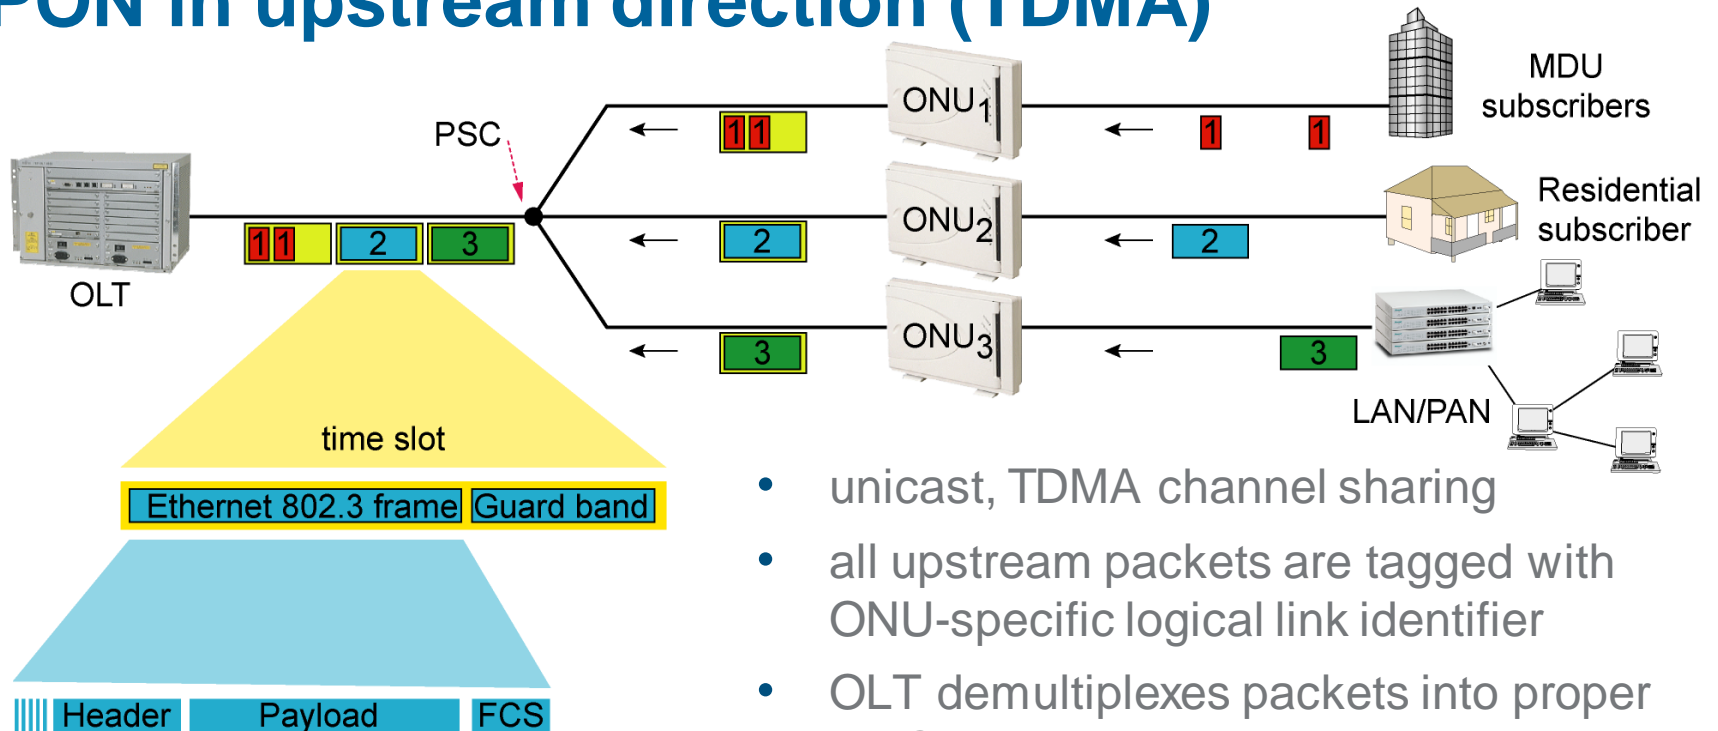 PON in upstream direction (TDMA)
MDU
subscribers
ONU1
PSC
1 1
1
1
Residential
subscriber
ONU2
1 1
2
3
2
2
OLT
ONU3
3
3
LAN/PAN
time slot
Ethernet 802.3 frame
Guard band
• unicast, TDMA channel sharing
• all upstream packets are tagged with
ONU-specific logical link identifier
• OLT demultiplexes packets into proper
Header
Payload
FCS